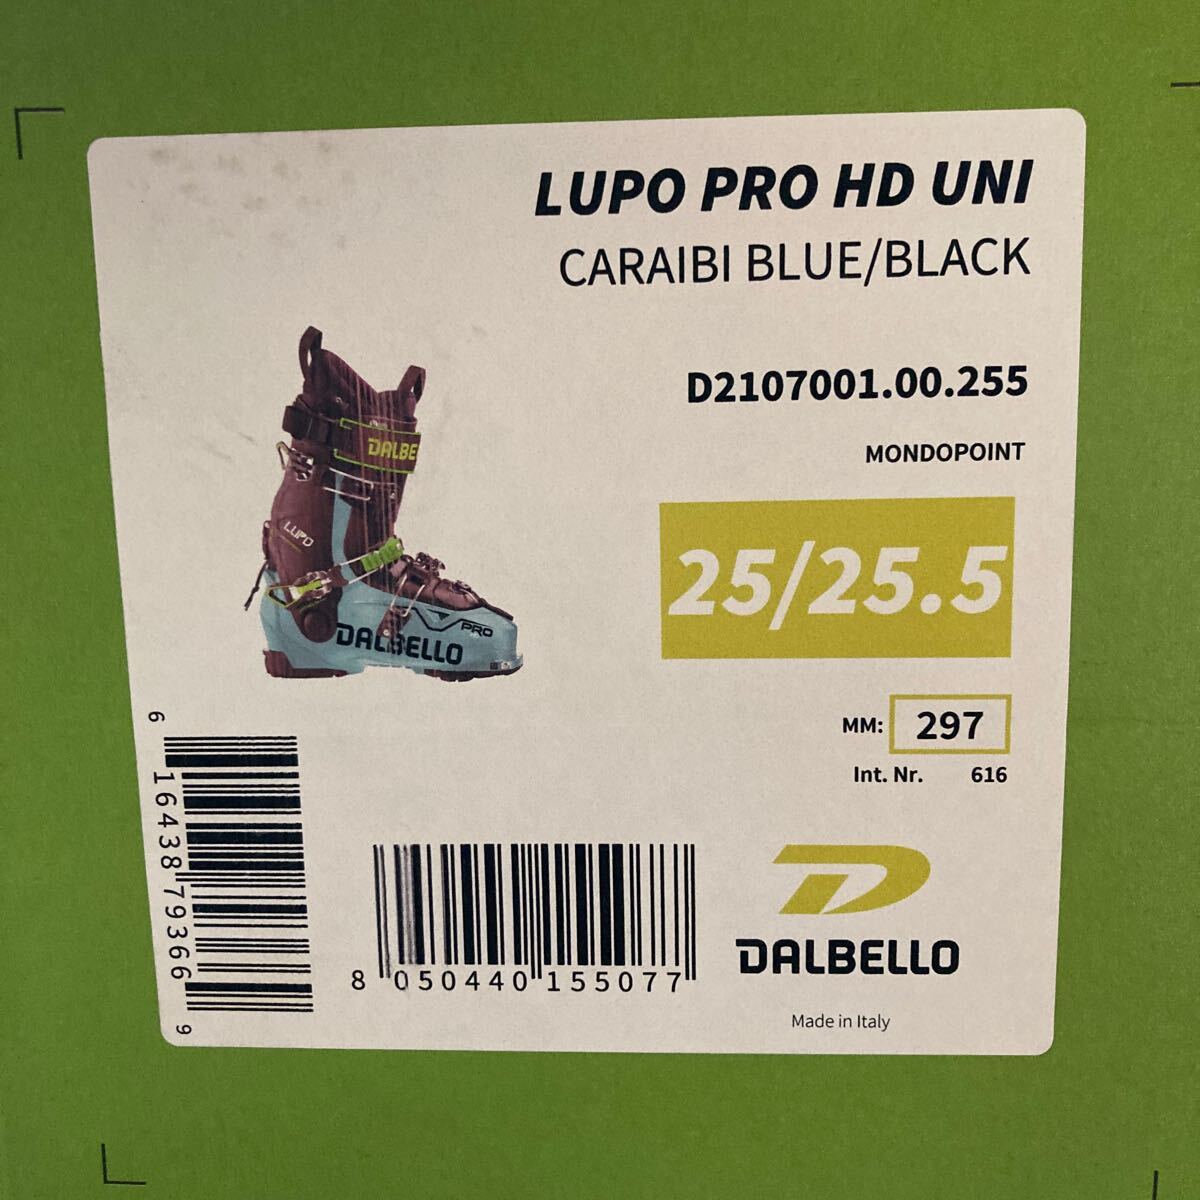 LUPO PRO HD UNI
CARAIBI BLUE/BLACK
D2107001.00.255
MONDOPOINT
25/25.5
MM: 297
Int. Nr. 616
DALBE
LUPO
PRO
DALBELLO
6 16438 79366 9
8 050440 155077
DALBELLO
Made in Italy